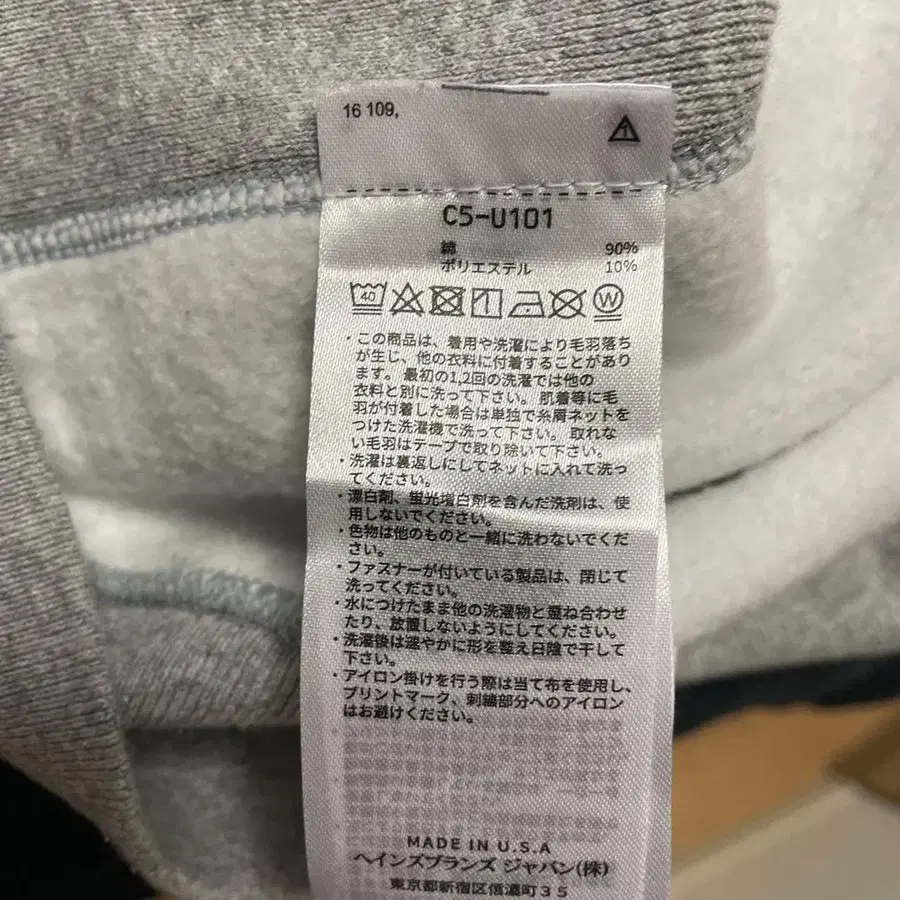 16 109,
1
C5-U101
綿 90%
ポリエステル 10%
40 W
・この商品は、着用や洗濯により毛羽落ち
が生じ、他の衣料に付着することがあり
ます。最初の1,2回の洗濯では他の
衣料と別に洗って下さい。肌着等に毛
羽が付着した場合は単独で糸屑ネットを
つけた洗濯機で洗って下さい。取れな
い毛羽はテープで取り除いて下さい。
・洗濯は裏返しにしてネットに入れて洗っ
てください。
・漂白剤、蛍光増白剤を含んだ洗剤は、使
用しないでください。
・色物は他のものと一緒に洗わないでくだ
さい。
・ファスナーが付いている製品は、閉じて
洗ってください。
・水につけたまま他の洗濯物と重ね合わせ
たり、放置しないようにしてください。
・洗濯後は速やかに形を整え日陰で干して
下さい。
・アイロン掛けを行う際は当て布を使用し、
プリントマーク、刺繍部分へのアイロン
はお避けください。
MADE IN U.S.A
ヘインズブランズ ジャパン(株)
東京都新宿区信濃町35